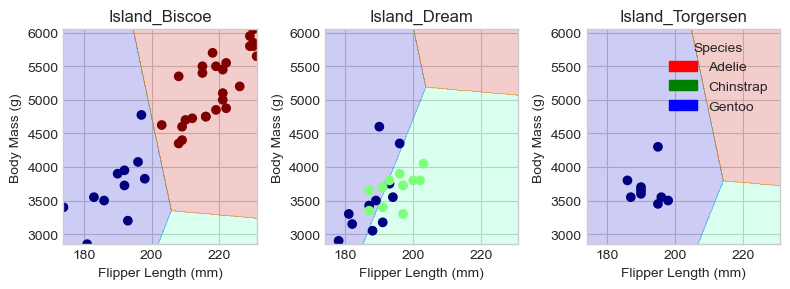 Island_Biscoe
6000
5500
5000
4500
4000
3500
3000
Body Mass (g)
180
200
220
Flipper Length (mm)
Island_Dream
6000
5500
5000
4500
4000
3500
3000
Body Mass (g)
180
200
220
Flipper Length (mm)
Island_Torgersen
Species
Adelie
Chinstrap
Gentoo
6000
5500
5000
4500
4000
3500
3000
Body Mass (g)
180
200
220
Flipper Length (mm)